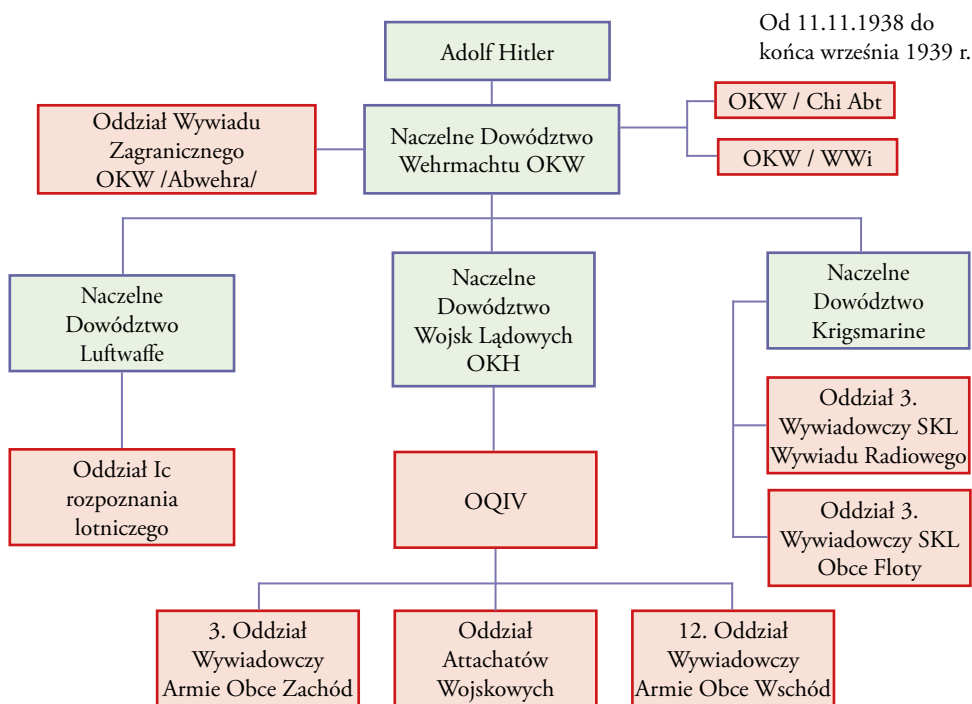 Od 11.11.1938 do
końca września 1939 r.
Adolf Hitler
Oddział Wywiadu
Zagranicznego
OKW /Abwehra/
Naczelne Dowództwo
Wehrmachtu OKW
OKW / Chi Abt
OKW / WWi
Naczelne
Dowództwo
Luftwaffe
Naczelne
Dowództwo
Wojsk Lądowych
OKH
Naczelne
Dowództwo
Krigsmarine
Oddział Ic
rozpoznania
lotniczego
OQIV
Oddział 3.
Wywiadowczy SKL
Wywiadu Radiowego
Oddział 3.
Wywiadowczy SKL
Obce Floty
3. Oddział
Wywiadowczy
Armie Obce Zachód
Oddział
Attachatów
Wojskowych
12. Oddział
Wywiadowczy
Armie Obce Wschód